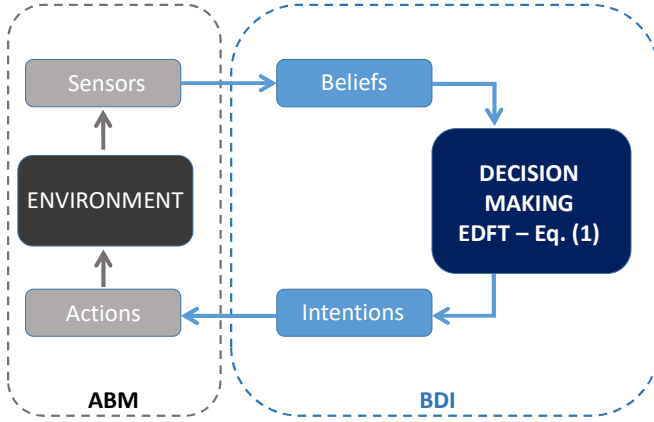 Sensors
Beliefs
ENVIRONMENT
DECISION
MAKING
EDFT – Eq. (1)
Actions
Intentions
ABM
BDI